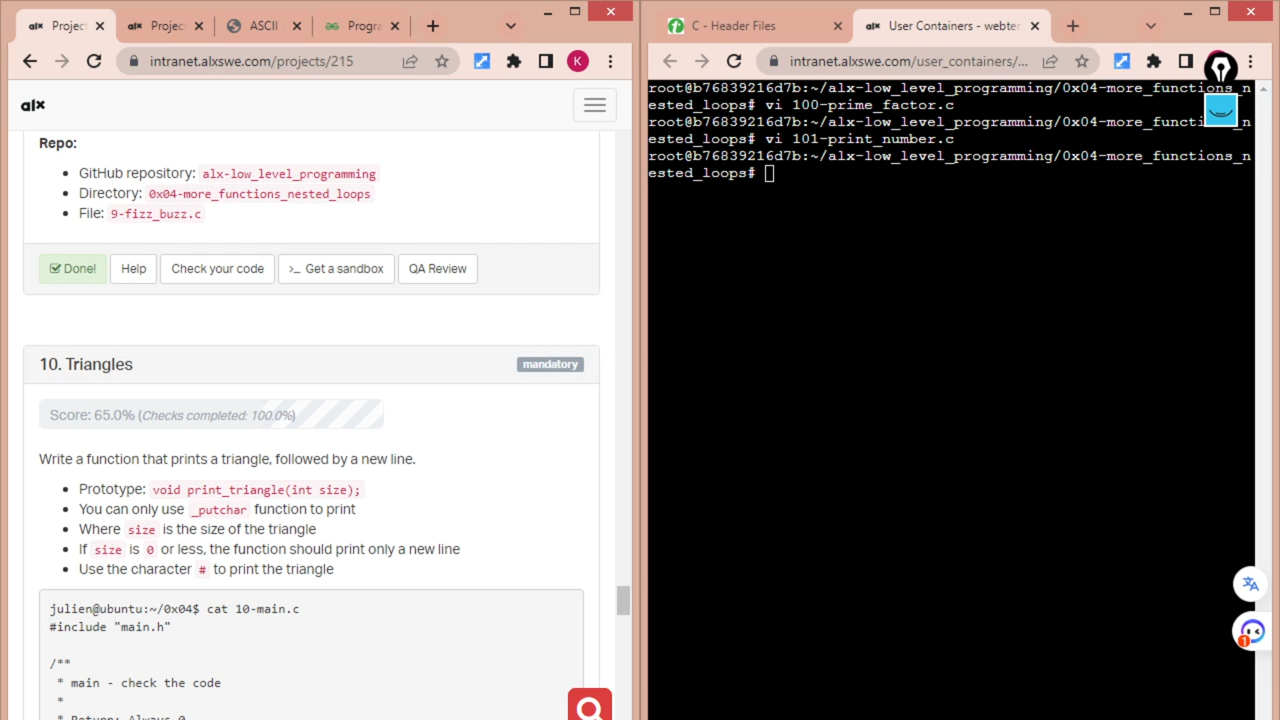 Project
Project
ASCII
Progra
intranet.alxswe.com/projects/215
K
alx
Repo:
GitHub repository: alx-low_level_programming
Directory: 0x04-more_functions_nested_loops
File: 9-fizz_buzz.c
Done!
Help
Check your code
>_ Get a sandbox
QA Review
10. Triangles
mandatory
Score: 65.0% (Checks completed: 100.0%)
Write a function that prints a triangle, followed by a new line.
Prototype: void print_triangle(int size);
You can only use _putchar function to print
Where size is the size of the triangle
If size is 0 or less, the function should print only a new line
Use the character # to print the triangle
julien@ubuntu:~/0x04$ cat 10-main.c
#include "main.h"
/**
* main - check the code
*
* Return: Always 0.
C - Header Files
alx User Containers - webter
intranet.alxswe.com/user_containers/...
root@b76839216d7b:~/alx-low_level_programming/0x04-more_functions_n
ested_loops# vi 100-prime_factor.c
root@b76839216d7b:~/alx-low_level_programming/0x04-more_functions_n
ested_loops# vi 101-print_number.c
root@b76839216d7b:~/alx-low_level_programming/0x04-more_functions_n
ested_loops#
1